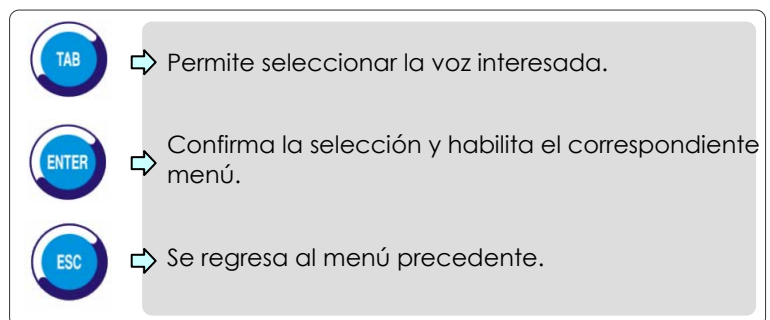 TAB
Permite seleccionar la voz interesada.
ENTER
Confirma la selección y habilita el correspondiente
menú.
ESC
Se regresa al menú precedente.